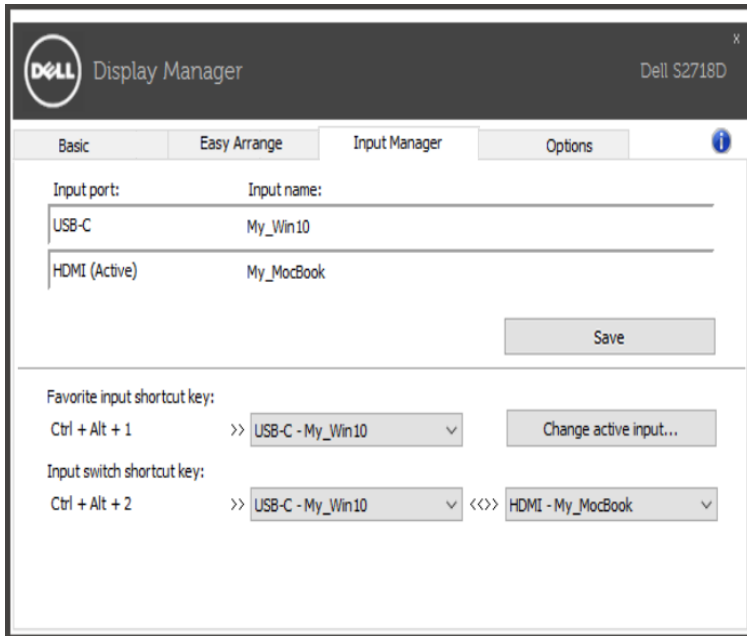 DELL Display Manager Dell S2718D x
Basic Easy Arrange Input Manager Options i
Input port: Input name:
USB-C My_Win10
HDMI (Active) My_MocBook
Save
Favorite input shortcut key:
Ctrl + Alt + 1 >> USB-C - My_Win10 Change active input...
Input switch shortcut key:
Ctrl + Alt + 2 >> USB-C - My_Win10 <<>> HDMI - My_MocBook